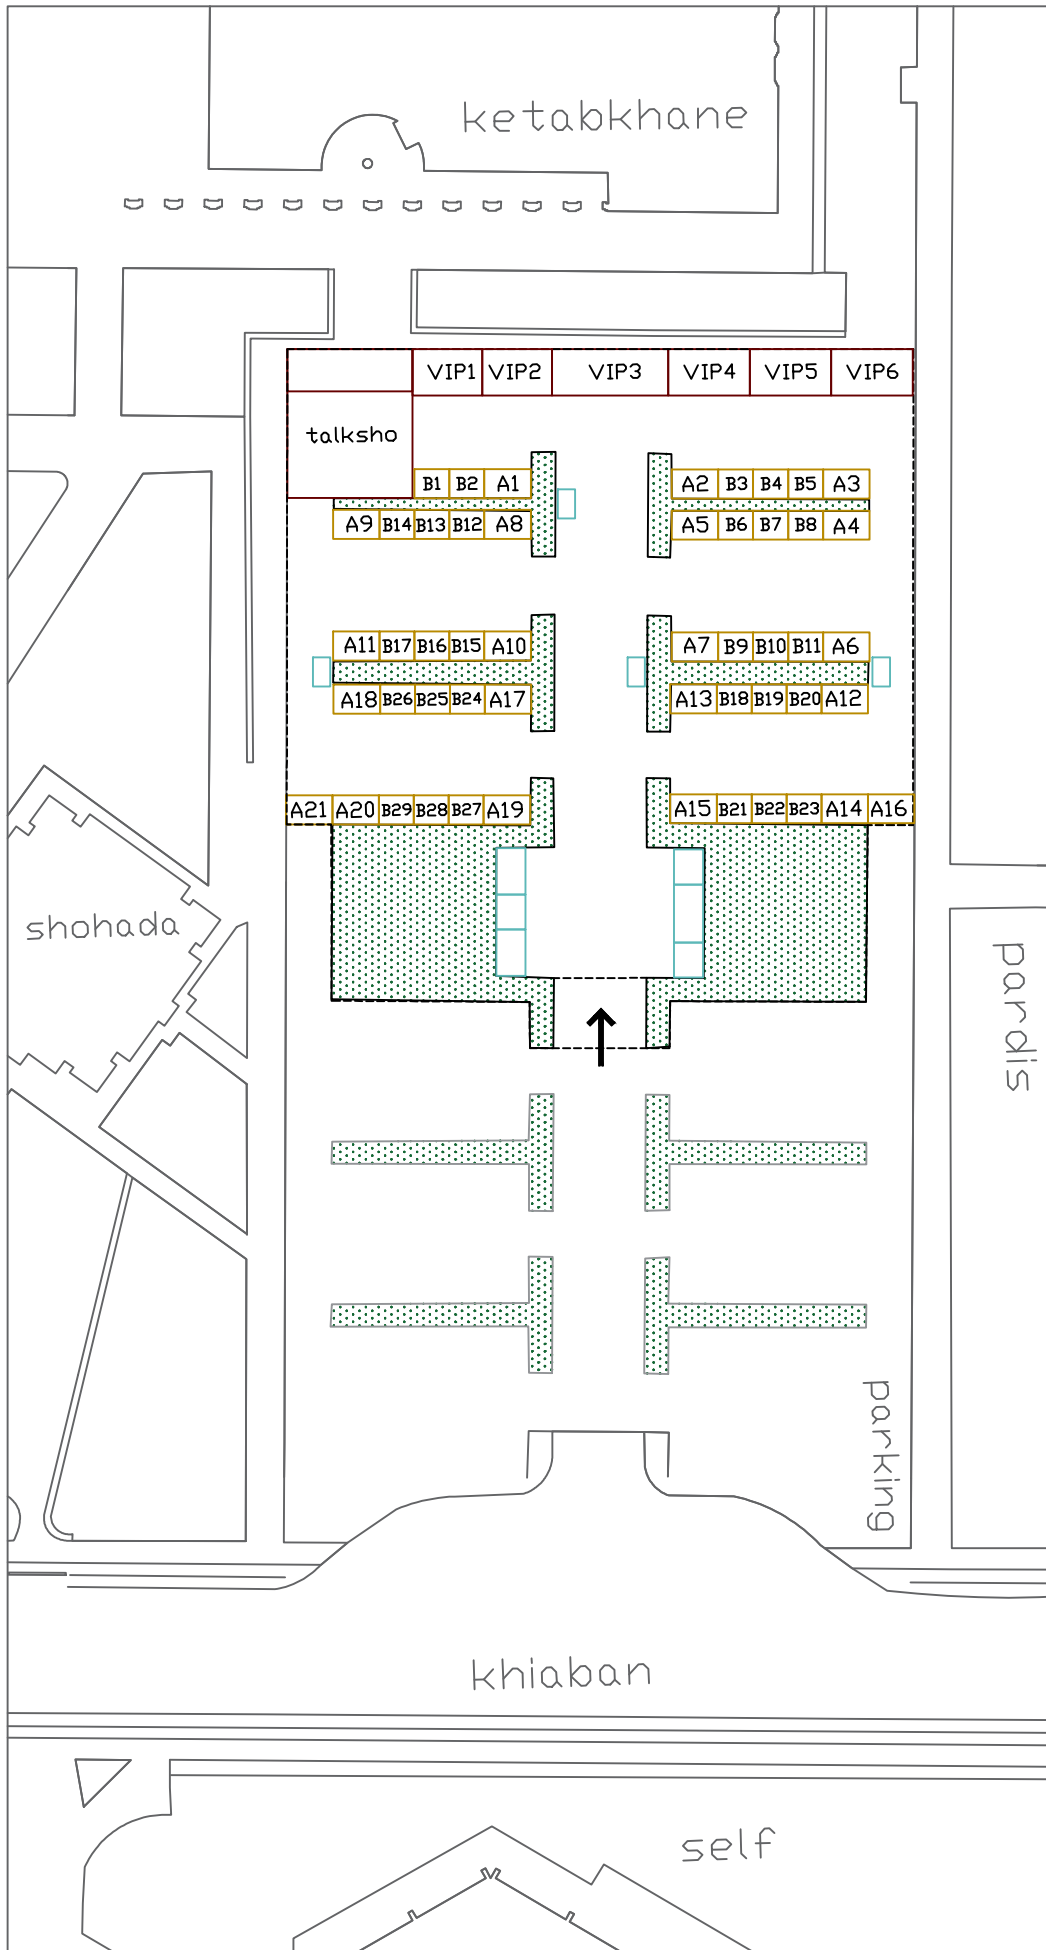 ketabkhane
VIP1 VIP2 VIP3 VIP4 VIP5 VIP6
talksho
B1 B2 A1 A2 B3 B4 B5 A3
A9 B14 B13 B12 A8 A5 B6 B7 B8 A4
A11 B17 B16 B15 A10 A7 B9 B10 B11 A6
A18 B26 B25 B24 A17 A13 B18 B19 B20 A12
A21 A20 B29 B28 B27 A19 A15 B21 B22 B23 A14 A16
shohada
pardis
parking
khiaban
self